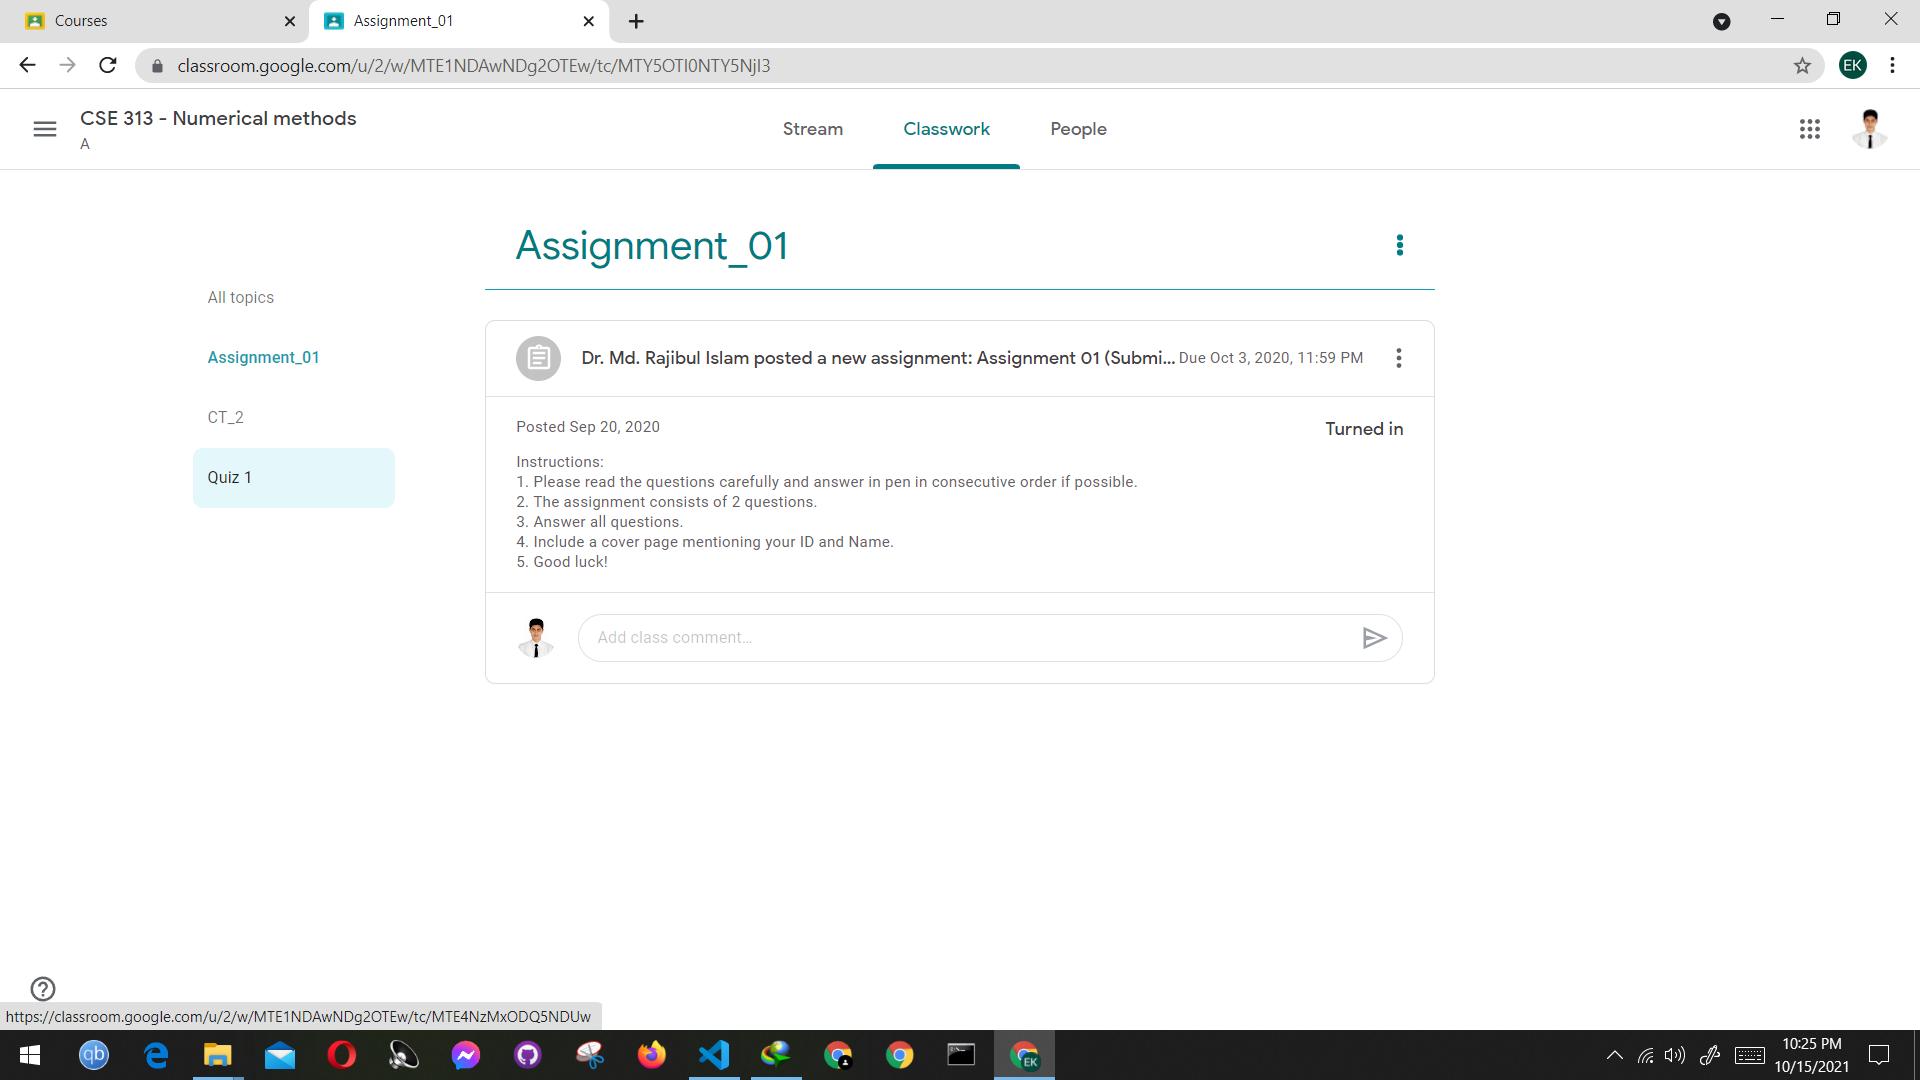 Courses
Assignment_01
classroom.google.com/u/2/w/MTE1NDAwNDg2OTEw/tc/MTY5OTI0NTY5NjI3
EK
CSE 313 - Numerical methods
A
Stream
Classwork
People
Assignment_01
All topics
Assignment_01
CT_2
Quiz 1
Dr. Md. Rajibul Islam posted a new assignment: Assignment 01 (Submi... Due Oct 3, 2020, 11:59 PM
Posted Sep 20, 2020
Turned in
Instructions:
1. Please read the questions carefully and answer in pen in consecutive order if possible.
2. The assignment consists of 2 questions.
3. Answer all questions.
4. Include a cover page mentioning your ID and Name.
5. Good luck!
Add class comment...
https://classroom.google.com/u/2/w/MTE1NDAwNDg2OTEw/tc/MTE4NzMxODQ5NDUw
qb
EK
10:25 PM
10/15/2021